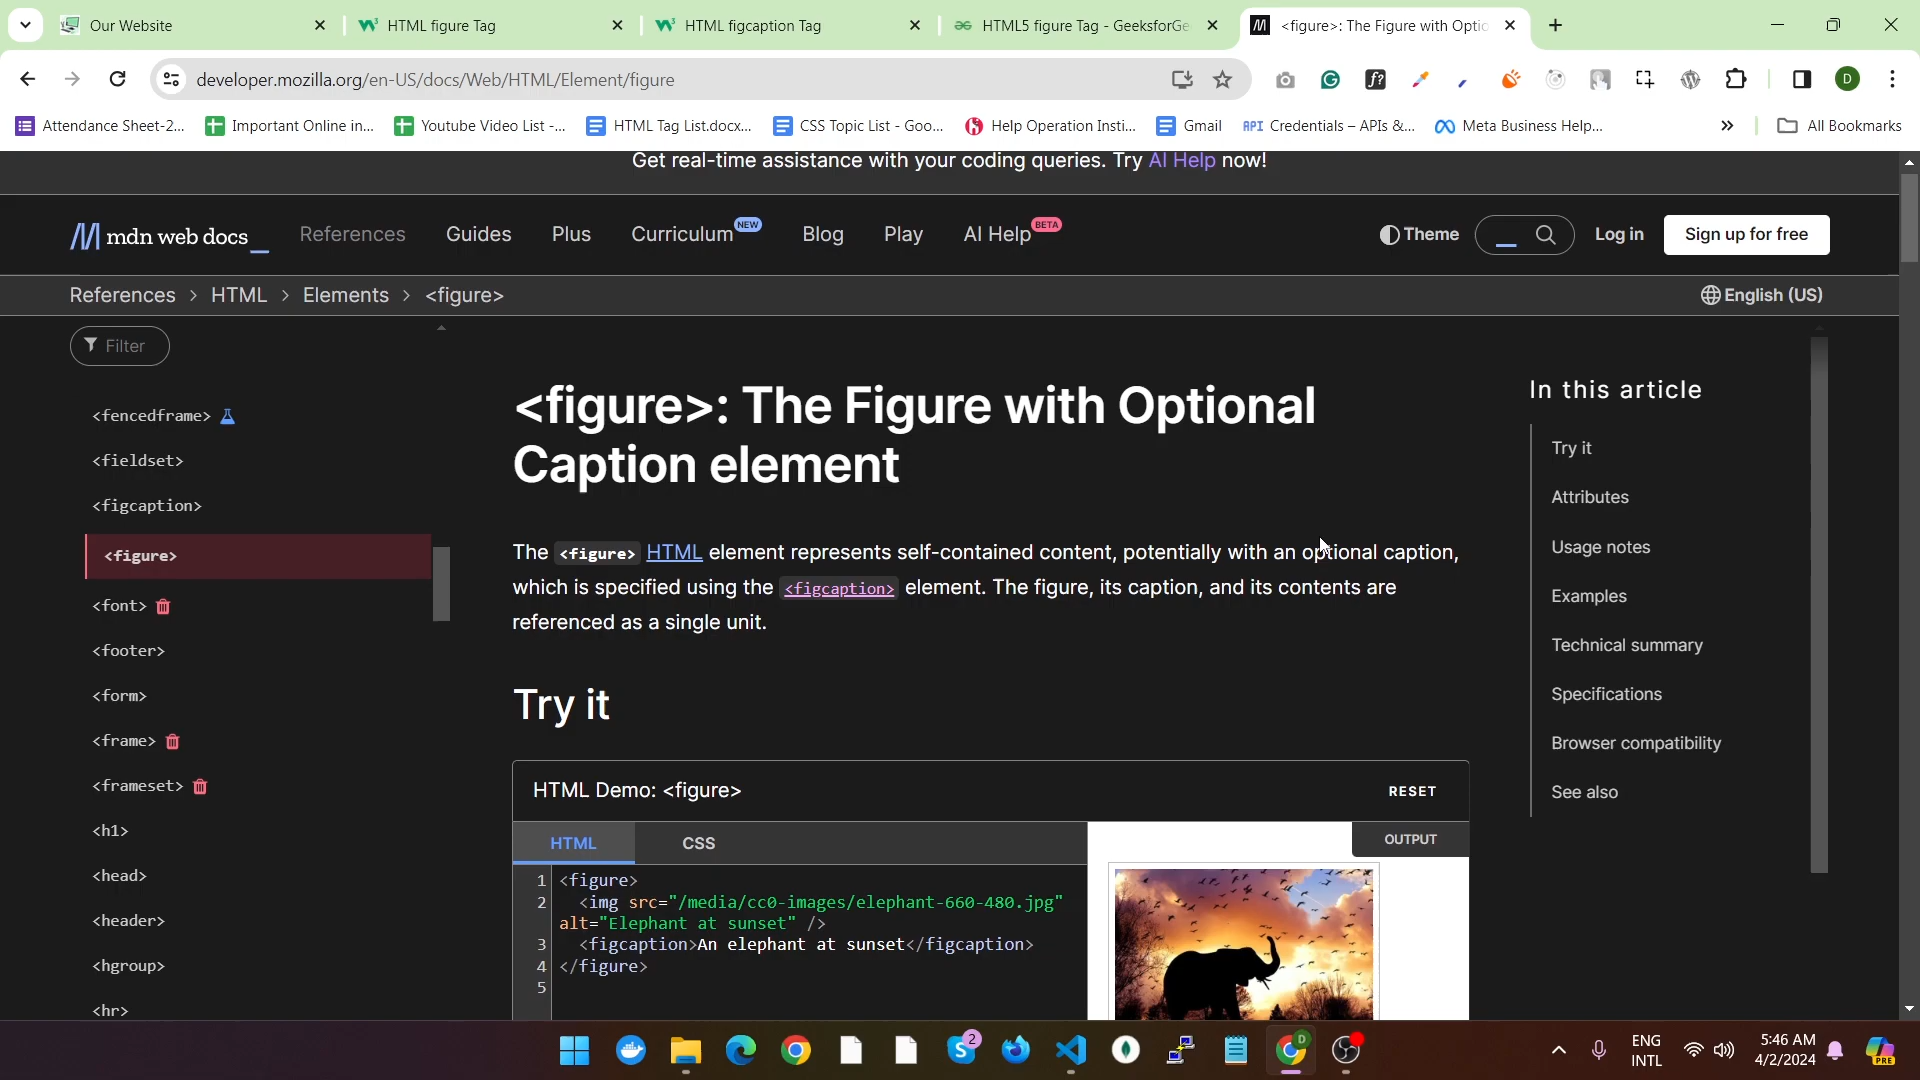 Our Website
HTML figure Tag
HTML figcaption Tag
HTML5 figure Tag - GeeksforGe
<figure>: The Figure with Optio
developer.mozilla.org/en-US/docs/Web/HTML/Element/figure
D
Attendance Sheet-2...
Important Online in...
Youtube Video List -...
HTML Tag List.docx...
CSS Topic List - Goo...
Help Operation Insti...
Gmail
API Credentials – APIs &...
Meta Business Help...
All Bookmarks
Get real-time assistance with your coding queries. Try AI Help now!
mdn web docs
References
Guides
Plus
Curriculum NEW
Blog
Play
AI Help BETA
Theme
Log in
Sign up for free
References > HTML > Elements > <figure>
English (US)
Filter
<fencedframe>
<fieldset>
<figcaption>
<figure>
<font>
<footer>
<form>
<frame>
<frameset>
<h1>
<head>
<header>
<hgroup>
<hr>
<figure>: The Figure with Optional
Caption element
The <figure> HTML element represents self-contained content, potentially with an optional caption,
which is specified using the <figcaption> element. The figure, its caption, and its contents are
referenced as a single unit.
Try it
HTML Demo: <figure>
RESET
HTML
CSS
OUTPUT
1 <figure>
2 <img src="/media/cc0-images/elephant-660-480.jpg"
alt="Elephant at sunset" />
3 <figcaption>An elephant at sunset</figcaption>
4 </figure>
5
In this article
Try it
Attributes
Usage notes
Examples
Technical summary
Specifications
Browser compatibility
See also
2
D
ENG
INTL
5:46 AM
4/2/2024
PRE